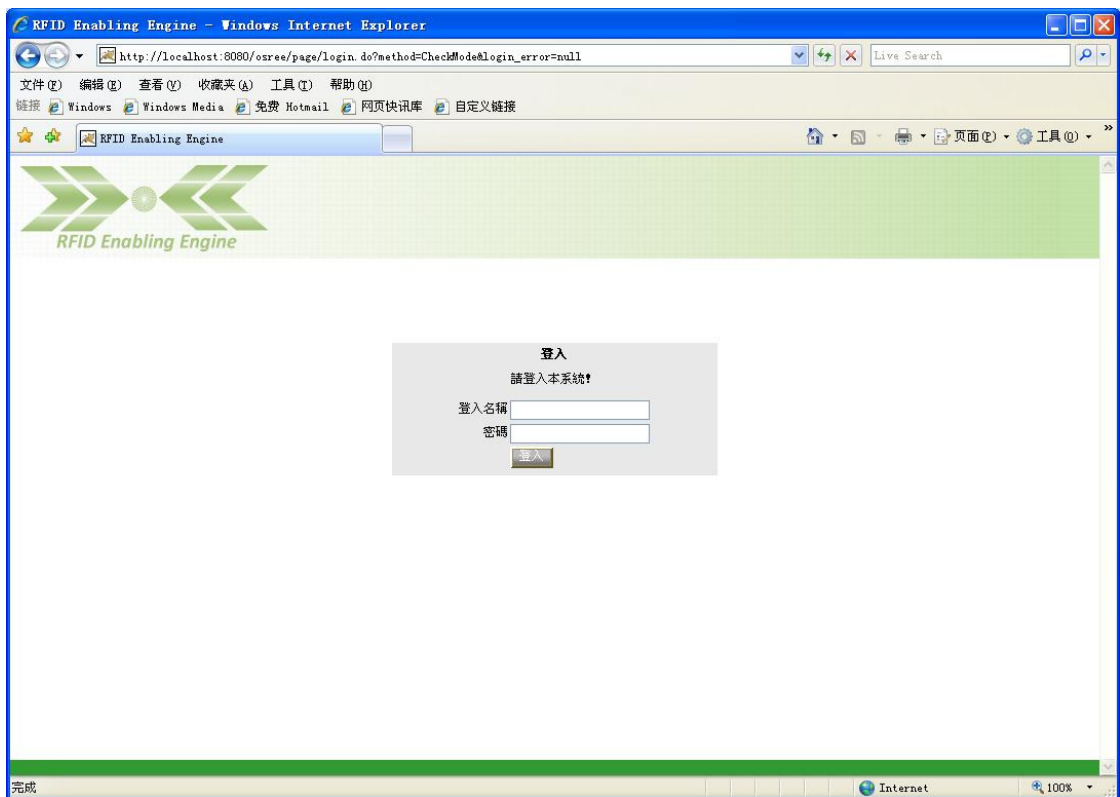 RFID Enabling Engine - Windows Internet Explorer
http://localhost:8080/osree/page/login.do?method=CheckMode&login_error=null
Live Search
文件(F) 编辑(E) 查看(V) 收藏夹(A) 工具(T) 帮助(H)
链接 Windows Windows Media 免费 Hotmail 网页快讯库 自定义链接
RFID Enabling Engine 页面(P) 工具(O) »
RFID Enabling Engine
登入
請登入本系統!
登入名稱
密碼
登入
完成 Internet 100%